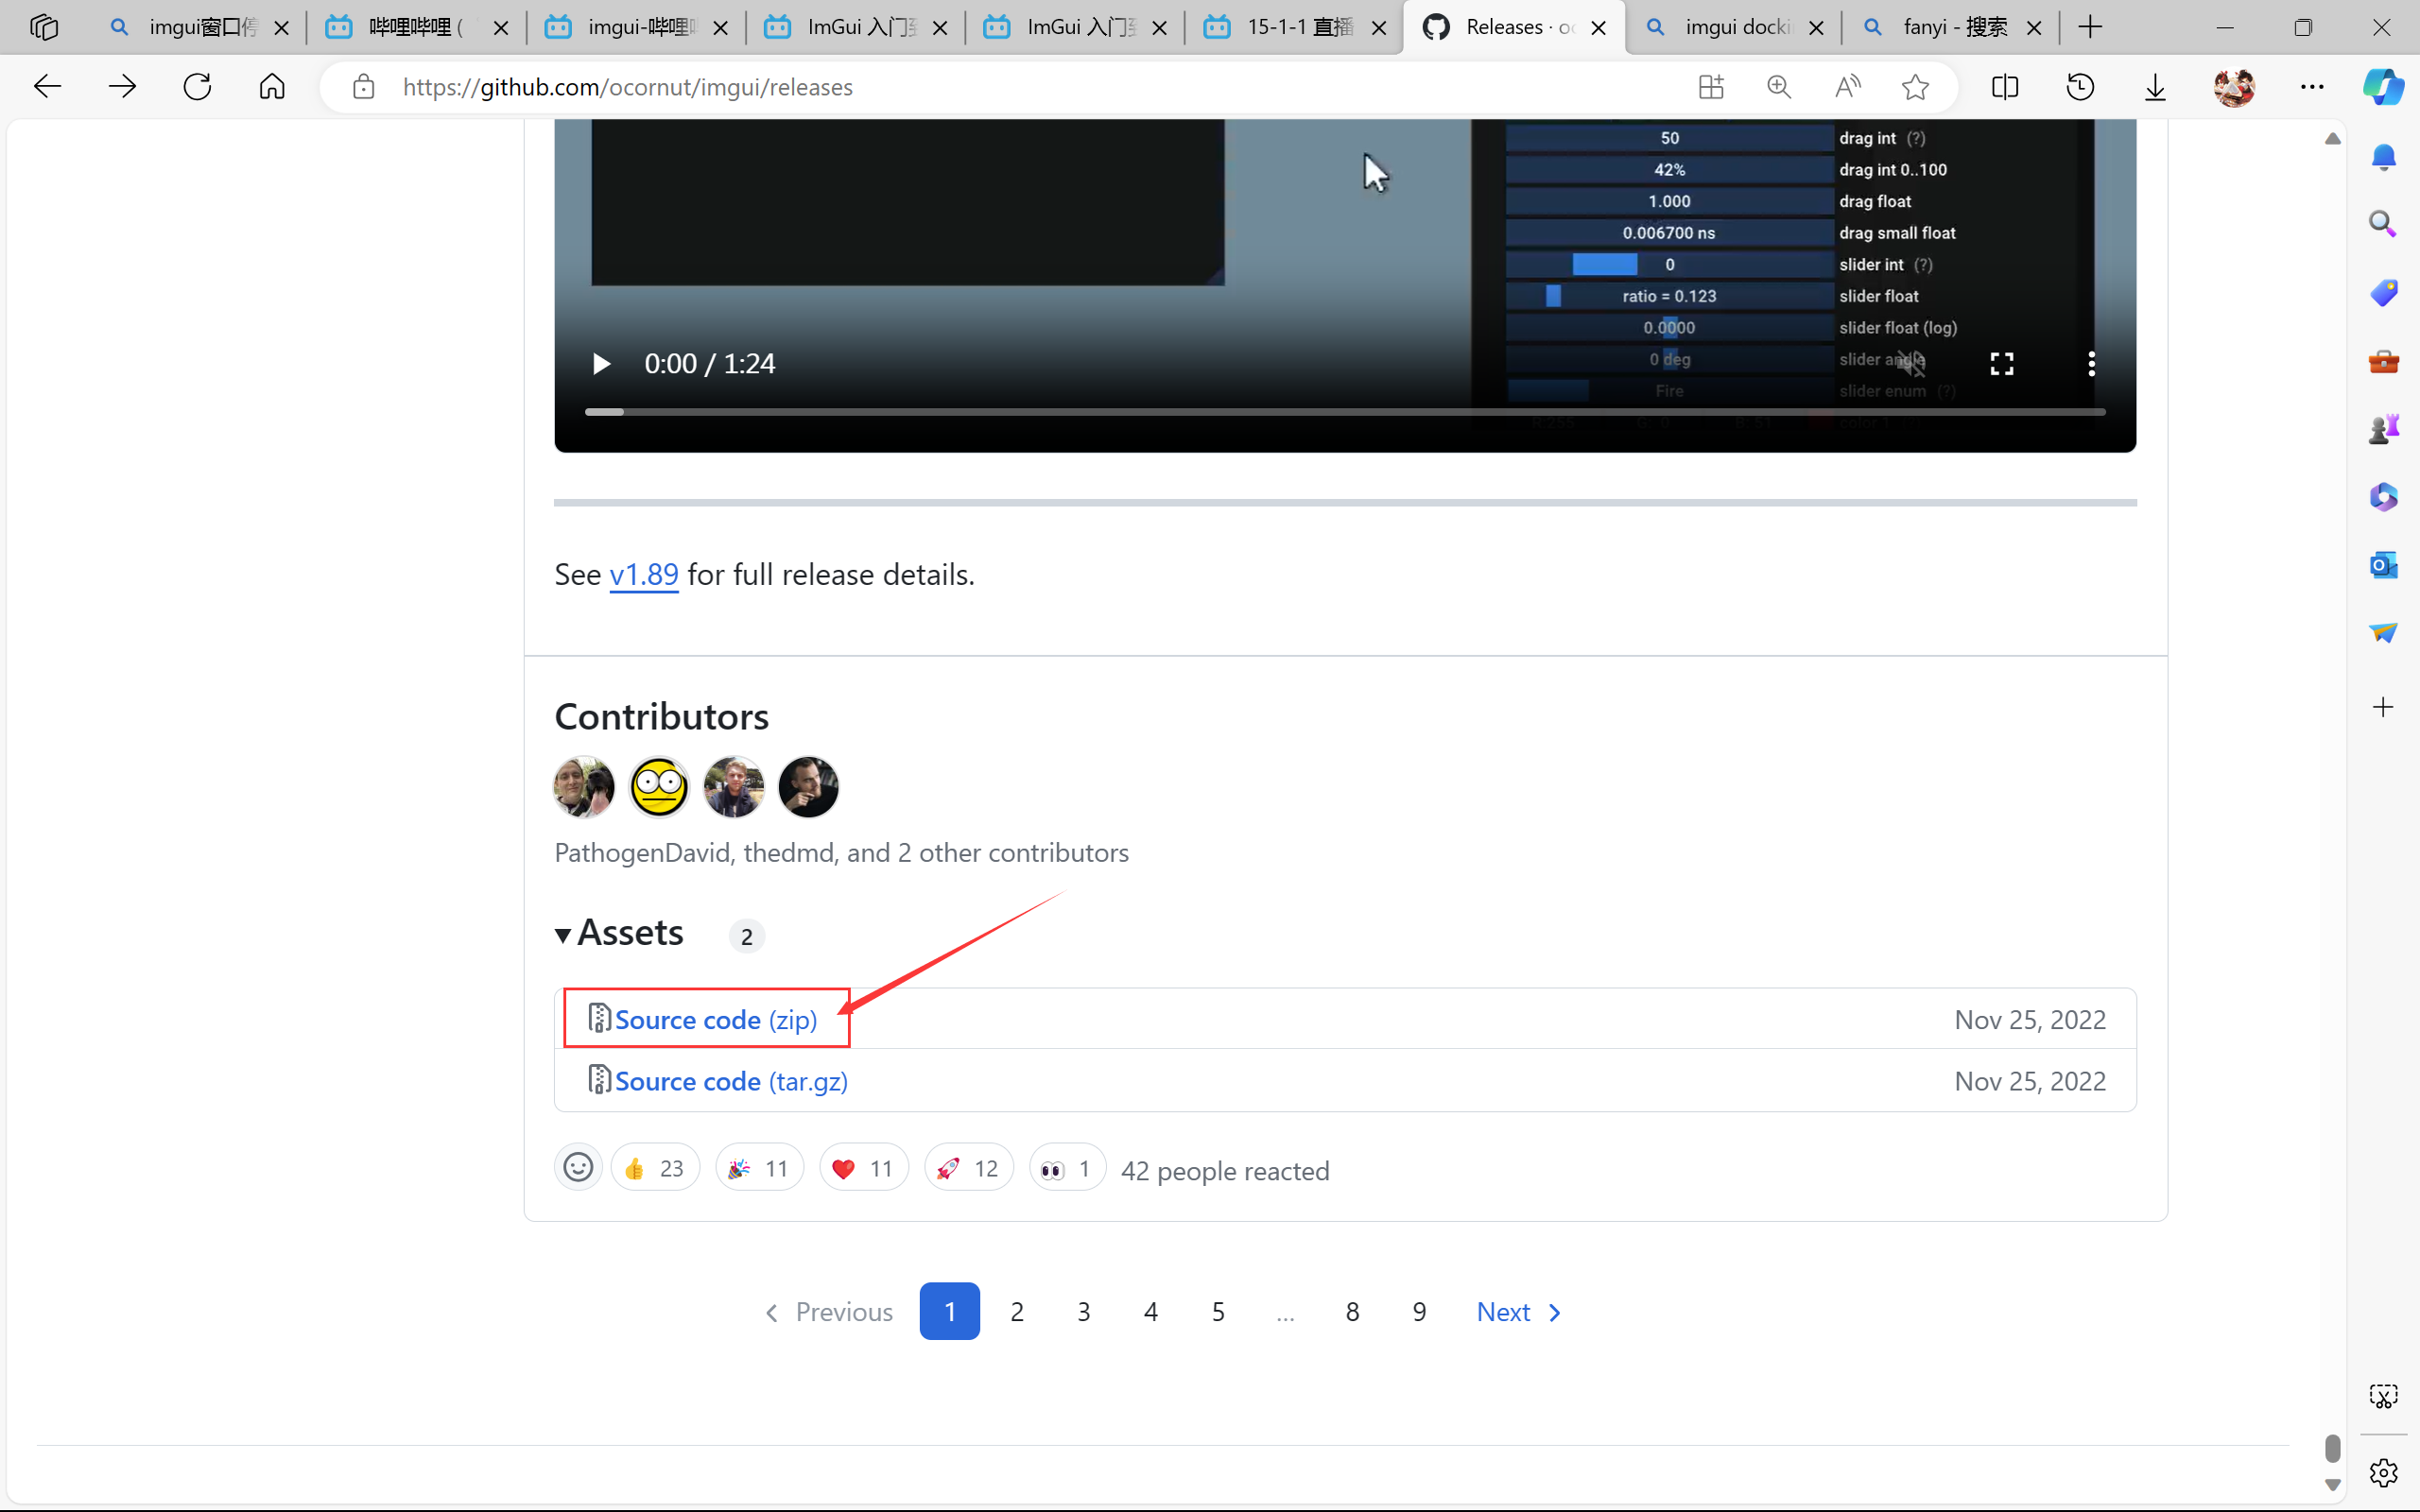 imgui窗口停
哔哩哔哩 (
imgui-哔哩
ImGui 入门
ImGui 入门
15-1-1 直播
Releases · oc
imgui docki
fanyi - 搜索
https://github.com/ocornut/imgui/releases
50 drag int (?)
42% drag int 0..100
1.000 drag float
0.006700 ns drag small float
0 slider int (?)
ratio = 0.123 slider float
0.0000 slider float (log)
0 deg slider angle
Fire slider enum (?)
0:00 / 1:24
See v1.89 for full release details.
Contributors
PathogenDavid, thedmd, and 2 other contributors
Assets 2
Source code (zip) Nov 25, 2022
Source code (tar.gz) Nov 25, 2022
👍 23 🎉 11 ❤️ 11 🚀 12 👀 1 42 people reacted
Previous 1 2 3 4 5 … 8 9 Next